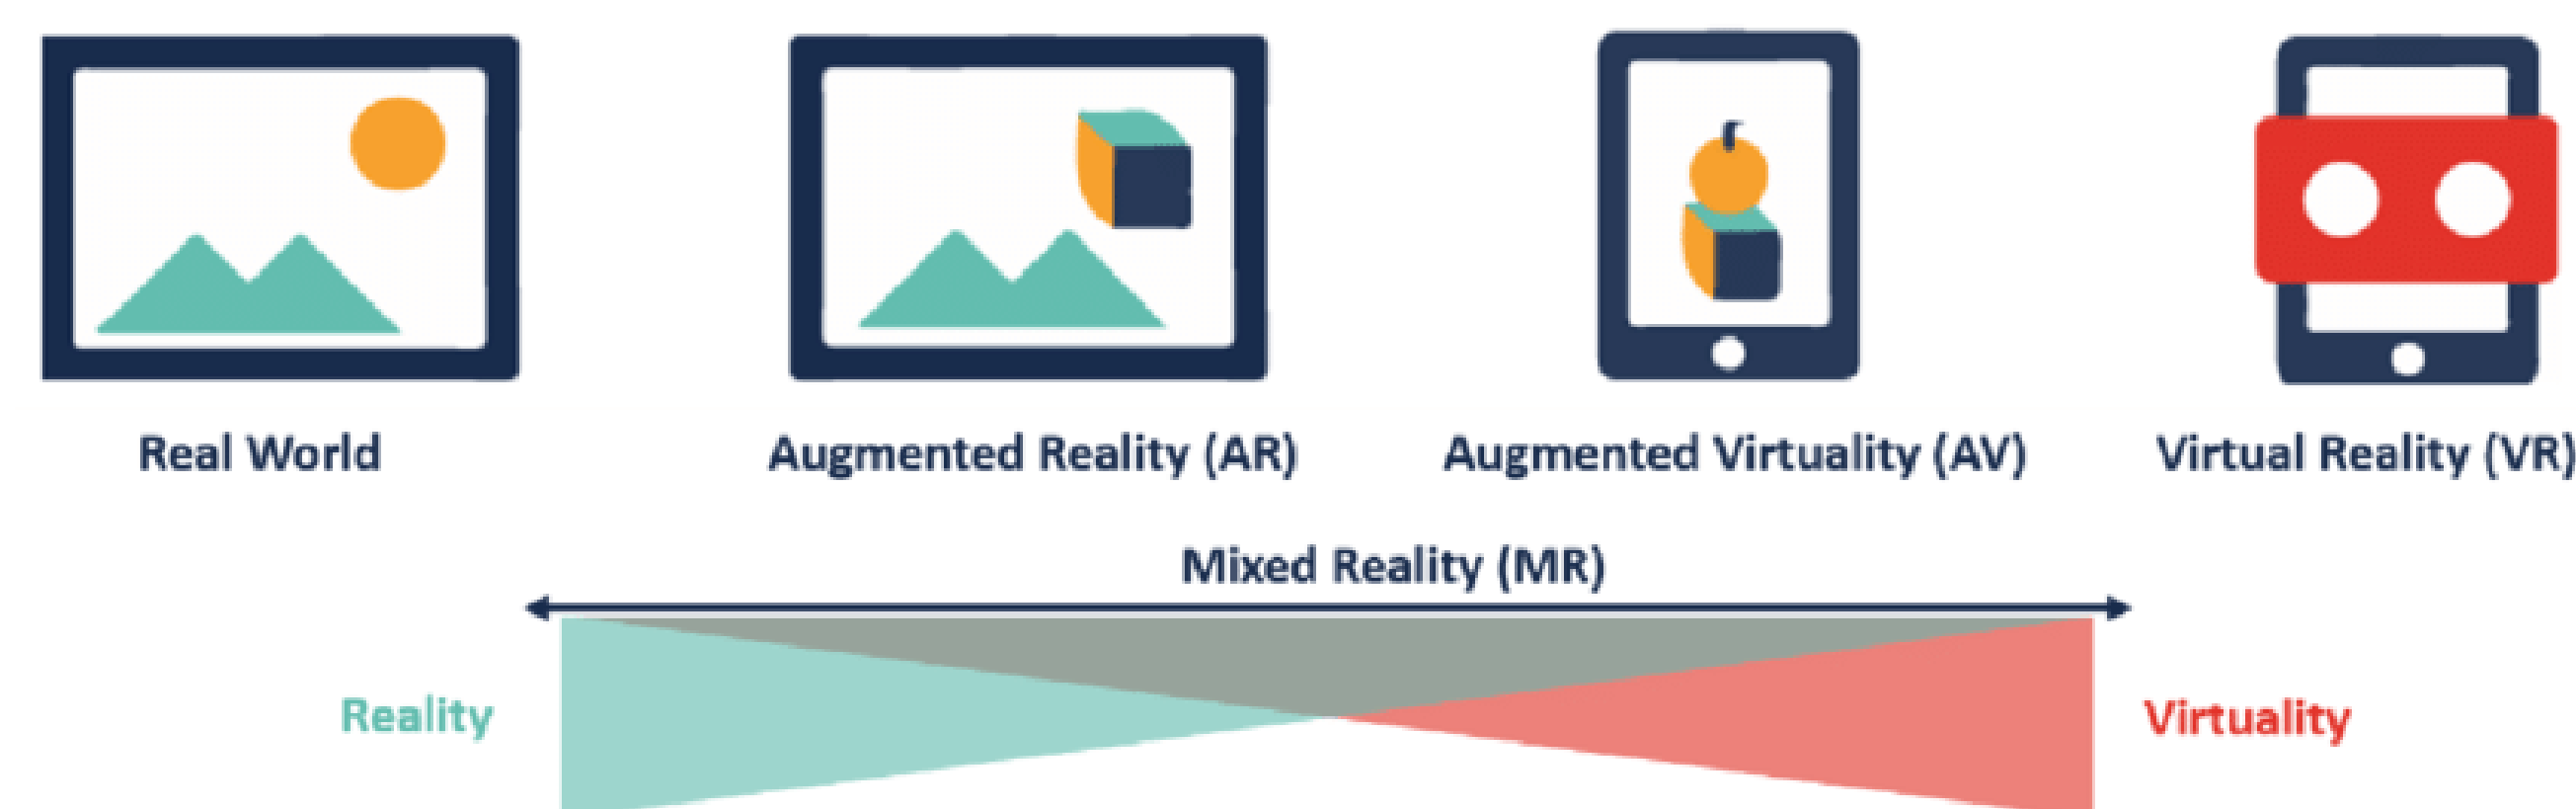 Real World
Augmented Reality (AR)
Augmented Virtuality (AV)
Virtual Reality (VR)
Mixed Reality (MR)
Reality
Virtuality